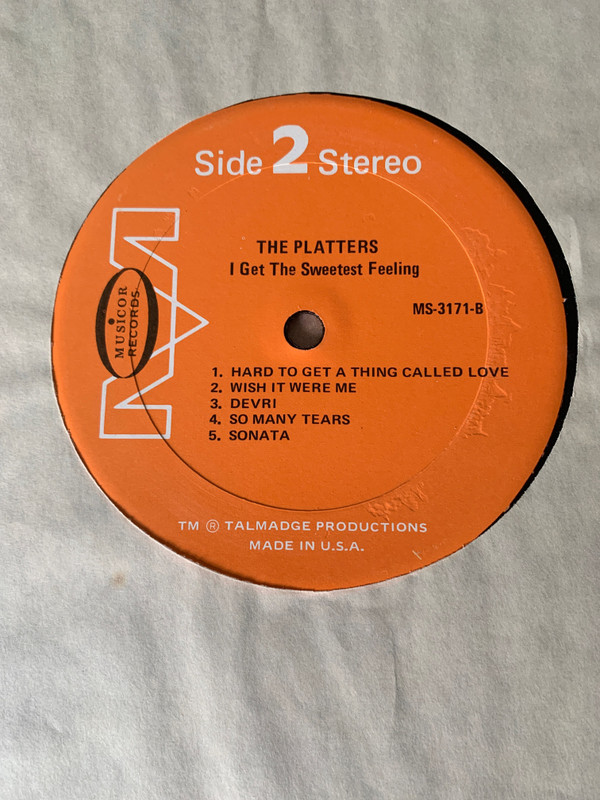 Side 2 Stereo
THE PLATTERS
I Get The Sweetest Feeling
MS-3171-B
MUSICOR
RECORDS
1. HARD TO GET A THING CALLED LOVE
2. WISH IT WERE ME
3. DEVRI
4. SO MANY TEARS
5. SONATA
TM ® TALMADGE PRODUCTIONS
MADE IN U.S.A.